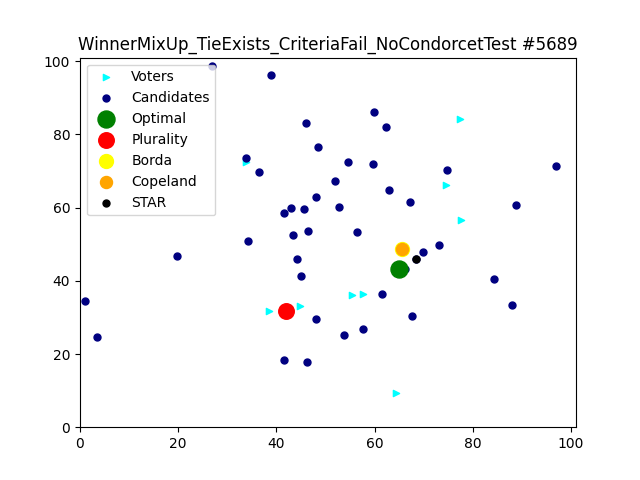 WinnerMixUp_TieExists_CriteriaFail_NoCondorcetTest #5689
100
80
60
40
20
0
0 20 40 60 80 100
Voters
Candidates
Optimal
Plurality
Borda
Copeland
STAR